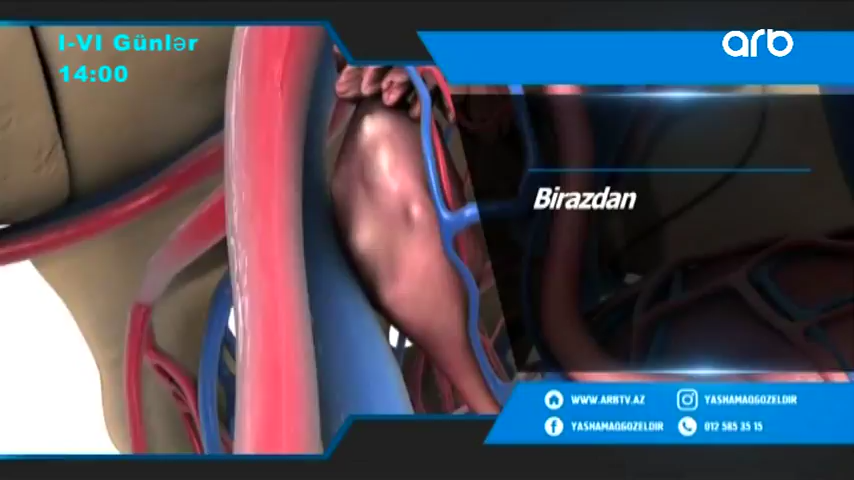 I-VI Günlər
14:00
arb
Birazdan
WWW.ARBTV.AZ
YASHAMAQGOZELDIR
YASHAMAQGOZELDIR
012 585 35 15